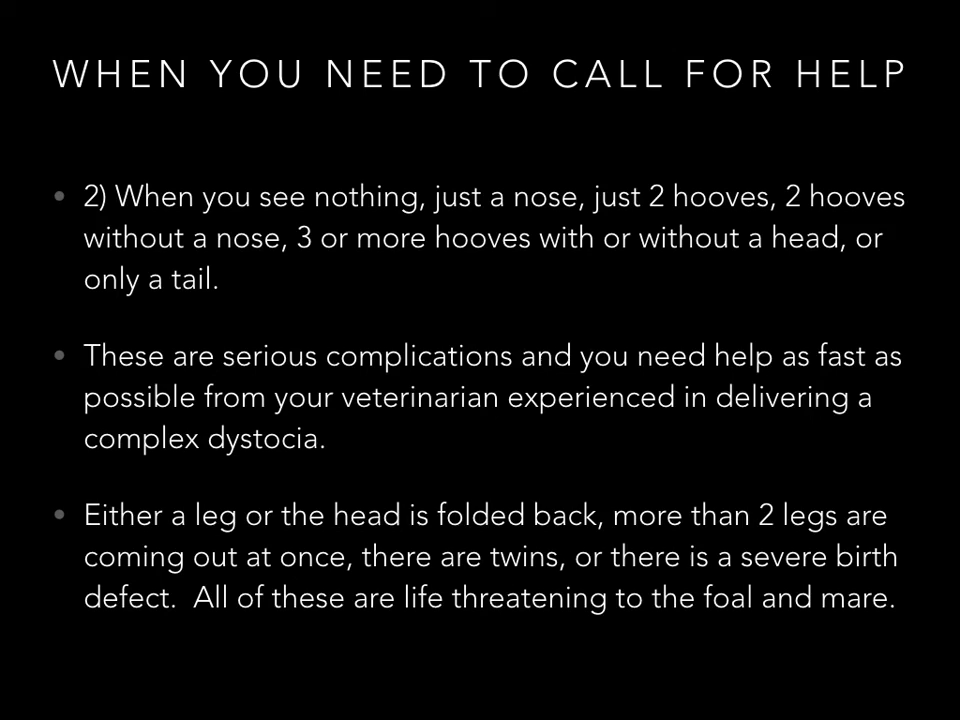 WHEN YOU NEED TO CALL FOR HELP
• 2) When you see nothing, just a nose, just 2 hooves, 2 hooves
without a nose, 3 or more hooves with or without a head, or
only a tail.
• These are serious complications and you need help as fast as
possible from your veterinarian experienced in delivering a
complex dystocia.
• Either a leg or the head is folded back, more than 2 legs are
coming out at once, there are twins, or there is a severe birth
defect.  All of these are life threatening to the foal and mare.